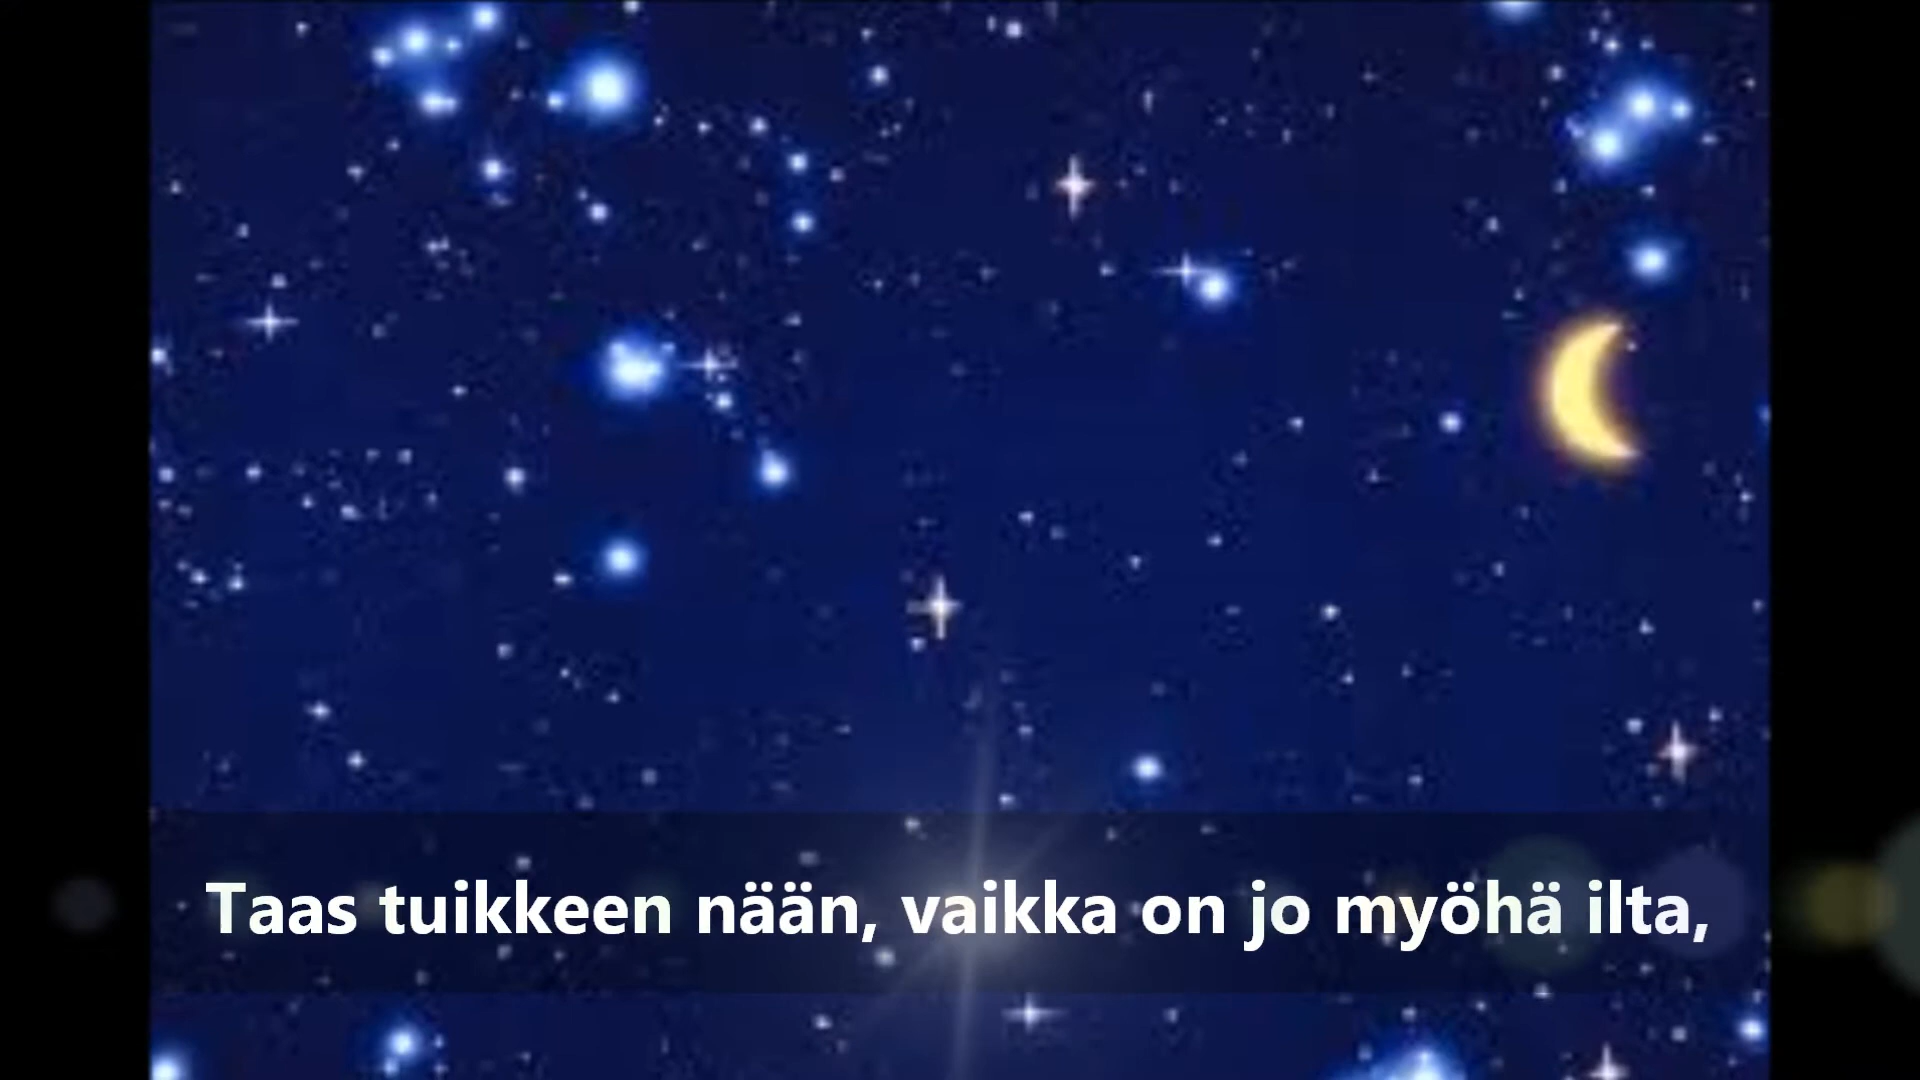 Taas tuikkeen nään, vaikka on jo myöhä ilta,